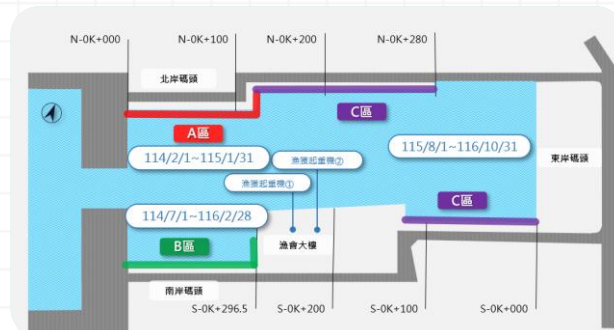 N-0K+000
N-0K+100
N-0K+200
N-0K+280
北岸碼頭
A區
C區
114/2/1~115/1/31
漁獲起重機②
115/8/1~116/10/31
東岸碼頭
漁獲起重機①
114/7/1~116/2/28
C區
B區
漁會大樓
南岸碼頭
S-0K+296.5
S-0K+200
S-0K+100
S-0K+000